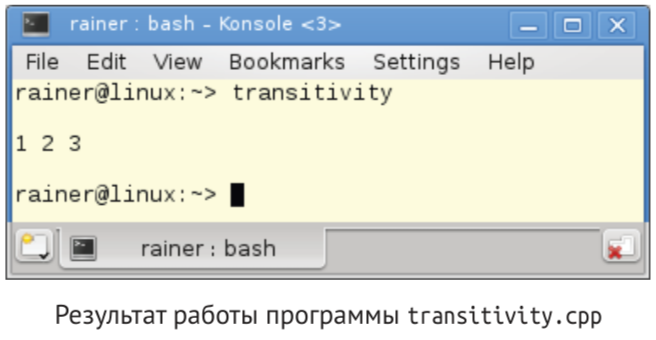 rainer : bash – Konsole <3>
File Edit View Bookmarks Settings Help
rainer@linux:~> transitivity
1 2 3
rainer@linux:~>
rainer : bash
Результат работы программы transitivity.cpp